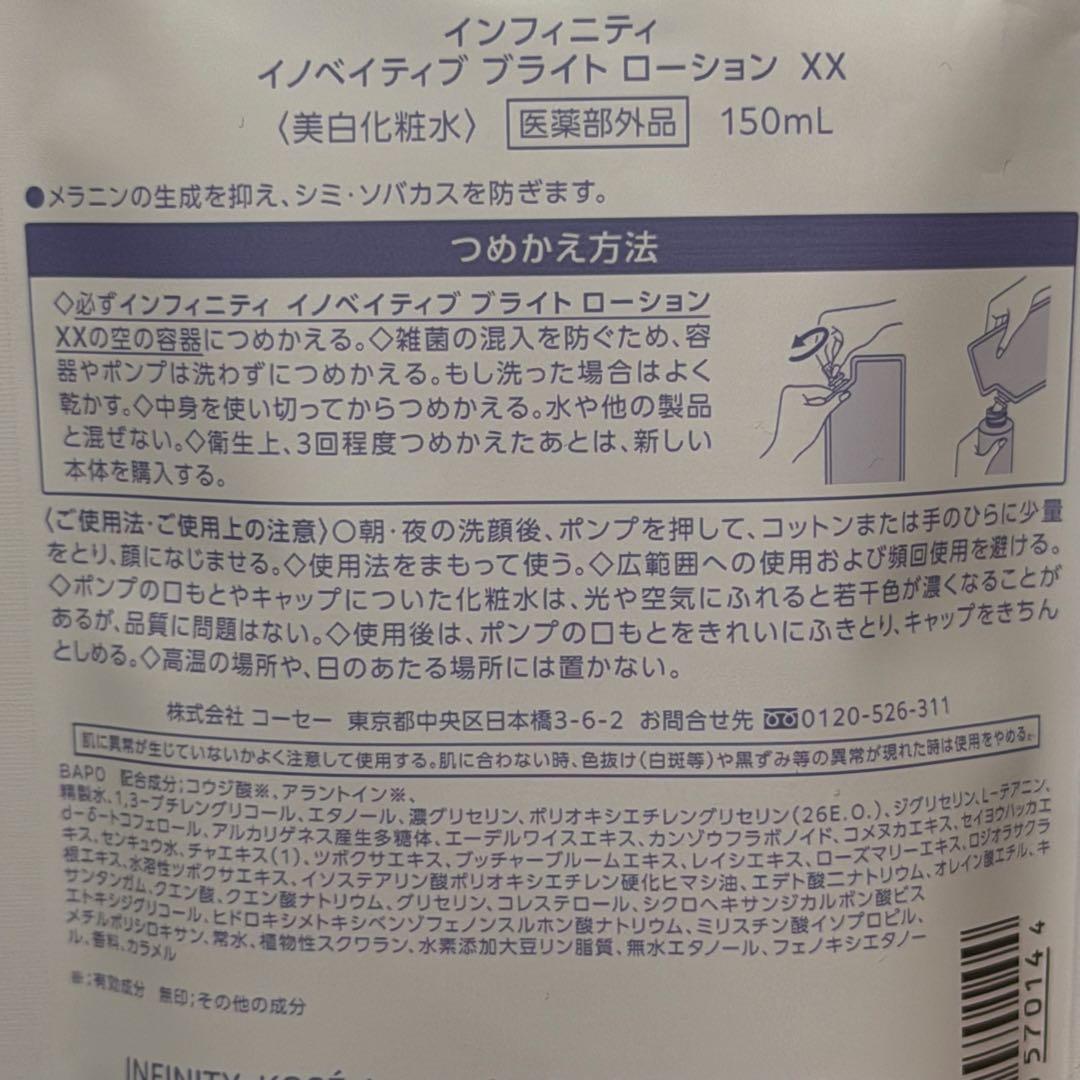 インフィニティ
イノベイティブ ブライト ローション XX
〈美白化粧水〉 医薬部外品 150mL
●メラニンの生成を抑え、シミ・ソバカスを防ぎます。
つめかえ方法
◇必ずインフィニティ イノベイティブ ブライト ローション
XXの空の容器につめかえる。◇雑菌の混入を防ぐため、容
器やポンプは洗わずにつめかえる。もし洗った場合はよく
乾かす。◇中身を使い切ってからつめかえる。水や他の製品
と混ぜない。◇衛生上、3回程度つめかえたあとは、新しい
本体を購入する。
〈ご使用法・ご使用上の注意〉○朝・夜の洗顔後、ポンプを押して、コットンまたは手のひらに少量
をとり、顔になじませる。◇使用法をまもって使う。◇広範囲への使用および頻回使用を避ける。
◇ポンプの口もとやキャップについた化粧水は、光や空気にふれると若干色が濃くなることが
あるが、品質に問題はない。◇使用後は、ポンプの口もとをきれいにふきとり、キャップをきちん
としめる。◇高温の場所や、日のあたる場所には置かない。
株式会社 コーセー 東京都中央区日本橋3-6-2 お問合せ先 0120-526-311
肌に異常が生じていないかよく注意して使用する。肌に合わない時、色抜け(白斑等)や黒ずみ等の異常が現れた時は使用をやめる。
BAPO 配合成分;コウジ酸※、アラントイン※、
精製水、1,3-ブチレングリコール、エタノール、濃グリセリン、ポリオキシエチレングリセリン(26E.O.)、ジグリセリン、L-テアニン、
d-δ-トコフェロール、アルカリゲネス産生多糖体、エーデルワイスエキス、カンゾウフラボノイド、コメヌカエキス、セイヨウハッカエ
キス、センキュウ水、チャエキス(1)、ツボクサエキス、ブッチャーブルームエキス、レイシエキス、ローズマリーエキス、ロジオラサクラ
根エキス、水溶性ツボクサエキス、イソステアリン酸ポリオキシエチレン硬化ヒマシ油、エデト酸二ナトリウム、オレイン酸エチル、キ
サンタンガム、クエン酸、クエン酸ナトリウム、グリセリン、コレステロール、シクロヘキサンジカルボン酸ビス
エトキシジグリコール、ヒドロキシメトキシベンゾフェノンスルホン酸ナトリウム、ミリスチン酸イソプロピル、
メチルポリシロキサン、常水、植物性スクワラン、水素添加大豆リン脂質、無水エタノール、フェノキシエタノー
ル、香料、カラメル
※;有効成分 無印;その他の成分
INFINITY KOSÉ
57014 4